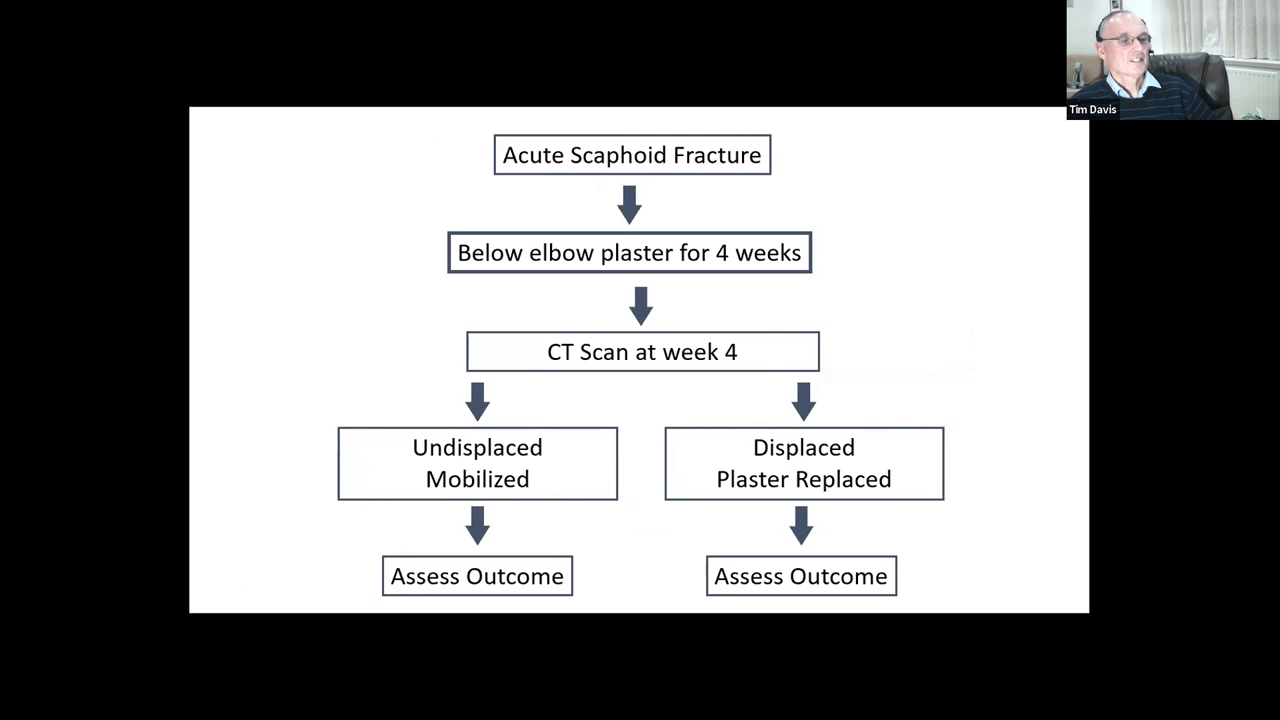 Tim Davis
Acute Scaphoid Fracture
Below elbow plaster for 4 weeks
CT Scan at week 4
Undisplaced
Mobilized
Displaced
Plaster Replaced
Assess Outcome
Assess Outcome